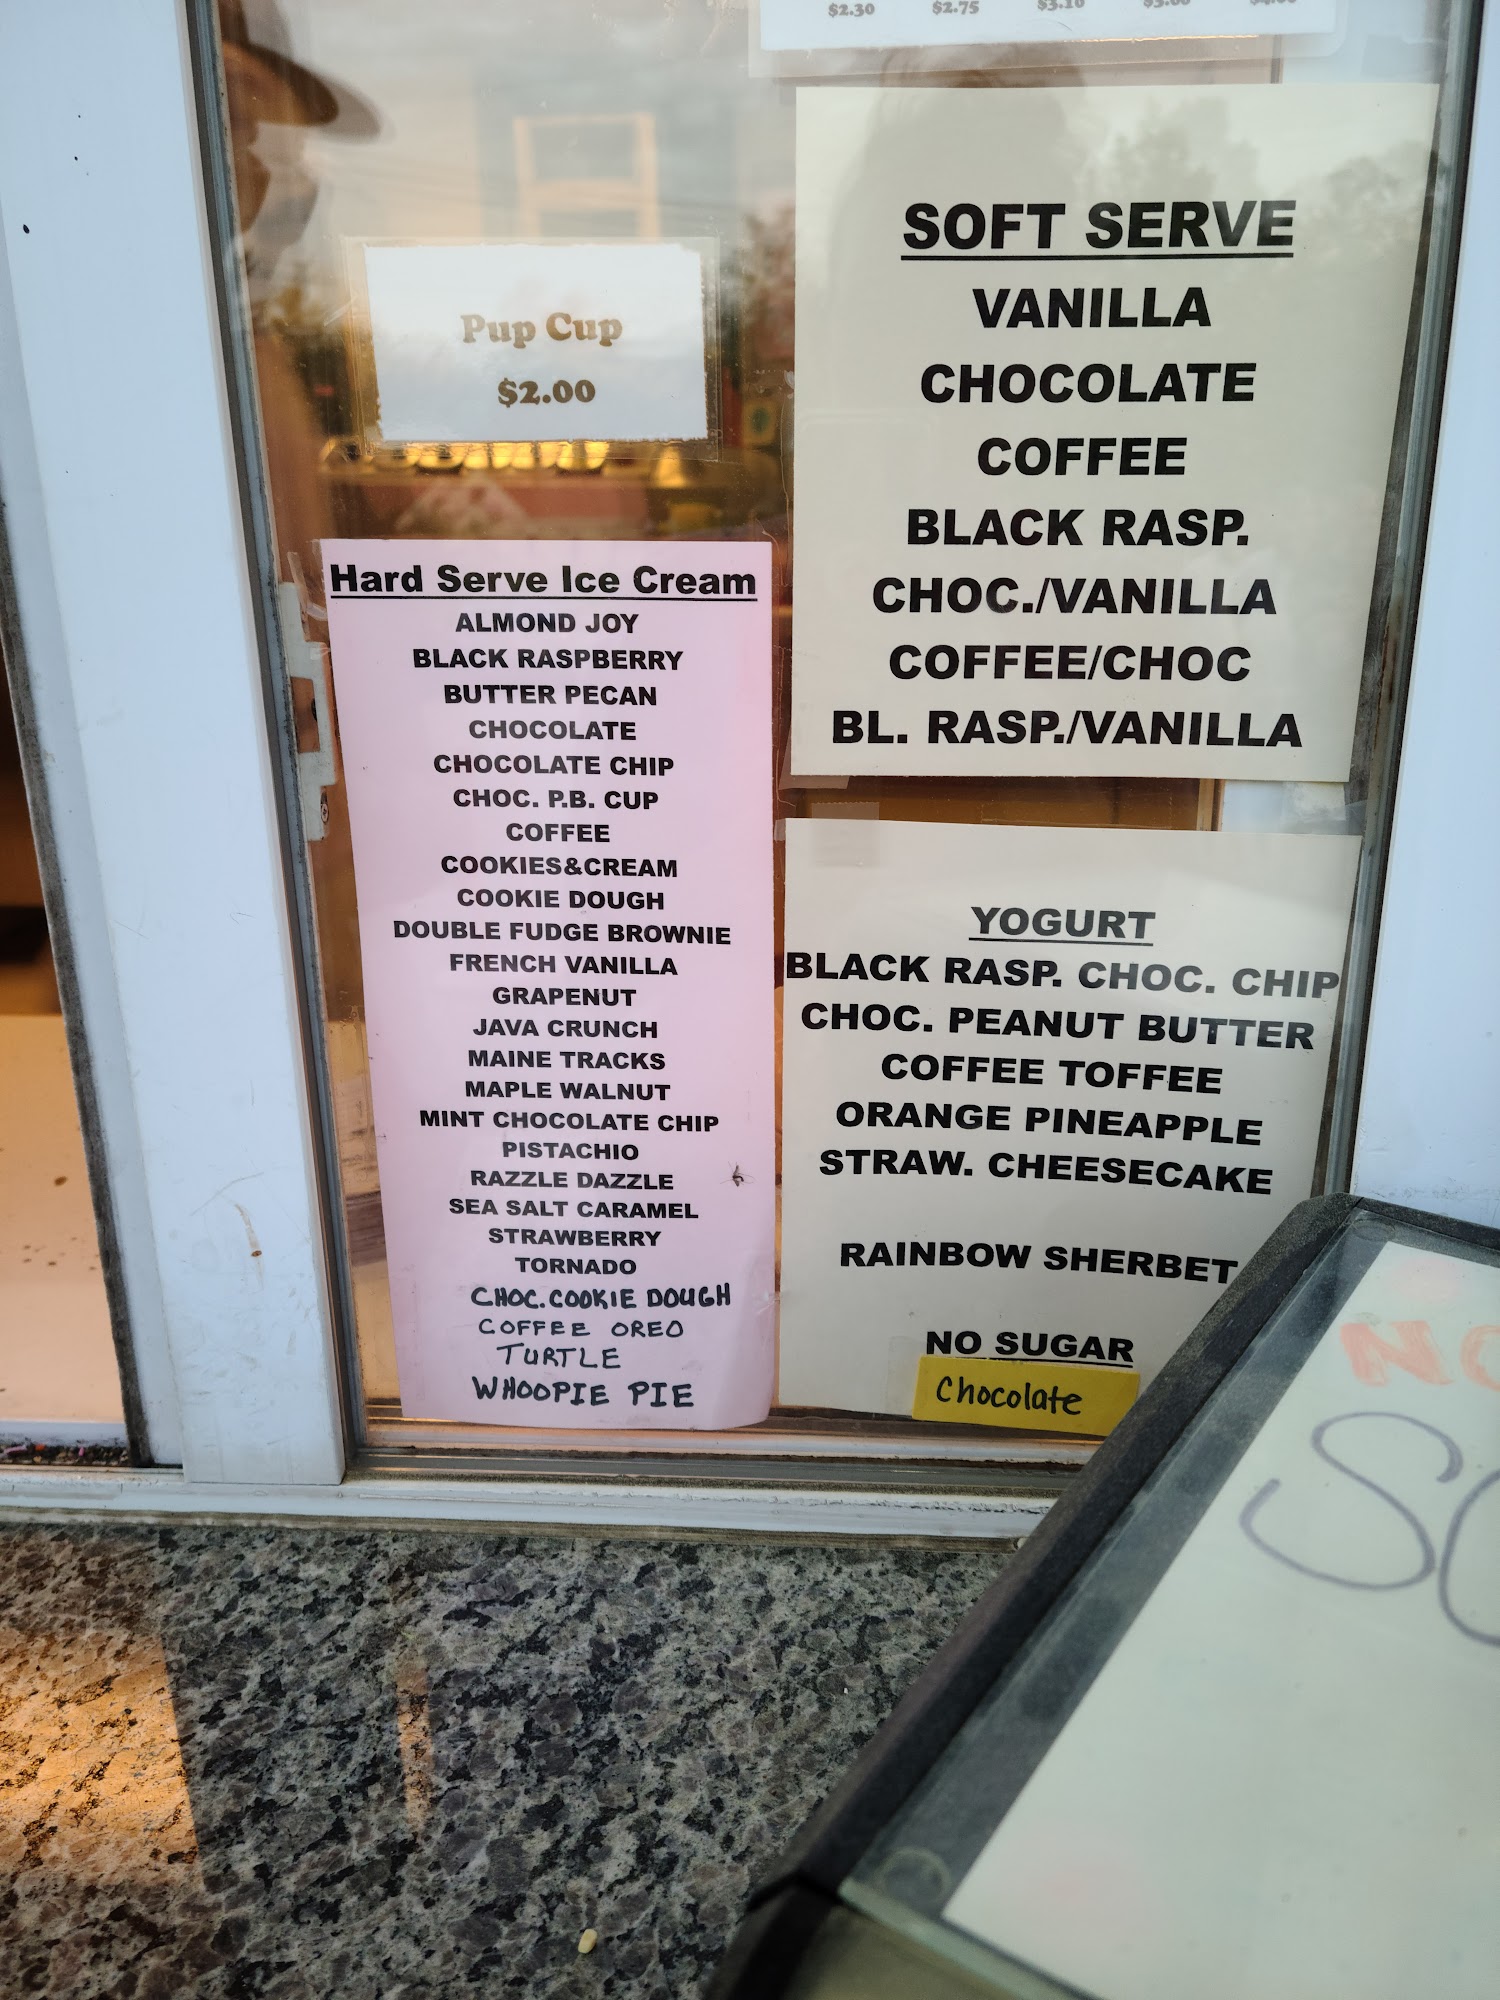 $2.30 $2.75 $3.10
Pup Cup
$2.00
Hard Serve Ice Cream
ALMOND JOY
BLACK RASPBERRY
BUTTER PECAN
CHOCOLATE
CHOCOLATE CHIP
CHOC. P.B. CUP
COFFEE
COOKIES&CREAM
COOKIE DOUGH
DOUBLE FUDGE BROWNIE
FRENCH VANILLA
GRAPENUT
JAVA CRUNCH
MAINE TRACKS
MAPLE WALNUT
MINT CHOCOLATE CHIP
PISTACHIO
RAZZLE DAZZLE
SEA SALT CARAMEL
STRAWBERRY
TORNADO
CHOC.COOKIE DOUGH
COFFEE OREO
TURTLE
WHOOPIE PIE
SOFT SERVE
VANILLA
CHOCOLATE
COFFEE
BLACK RASP.
CHOC./VANILLA
COFFEE/CHOC
BL. RASP./VANILLA
YOGURT
BLACK RASP. CHOC. CHIP
CHOC. PEANUT BUTTER
COFFEE TOFFEE
ORANGE PINEAPPLE
STRAW. CHEESECAKE
RAINBOW SHERBET
NO SUGAR
Chocolate